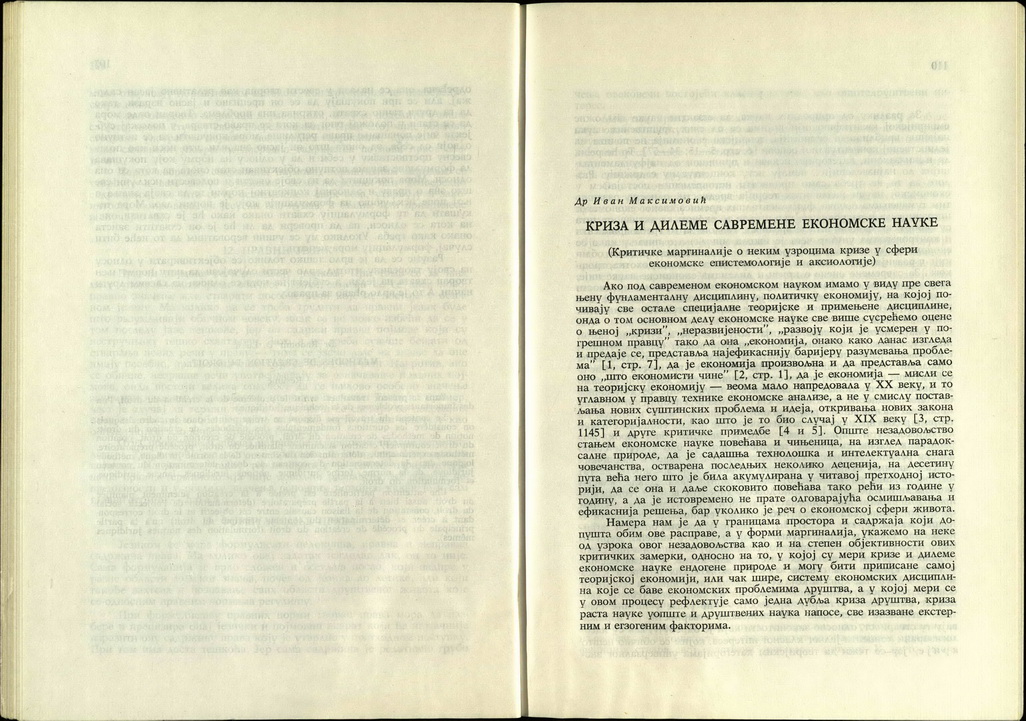 Др Иван Максимовић
КРИЗА И ДИЛЕМЕ САВРЕМЕНЕ ЕКОНОМСКЕ НАУКЕ
(Критичке маргиналије о неким узроцима кризе у сфери
економске епистемологије и аксиологије)
Ако под савременом економском науком имамо у виду пре свега
њену фундаменталну дисциплину, политичку економију, на којој по-
чивају све остале специјалне теоријске и примењене дисциплине,
онда о том основном делу економске науке све више сусрећемо оцене
о њеној „кризи", „неразвијености", „развоју који је усмерен у по-
грешном правцу" тако да она „економија, онако како данас изгледа
и предаје се, представља најефикаснију баријеру разумевања пробле-
ма" [1, стр. 7], да је економија произвољна и да представља само
оно „што економисти чине" [2, стр. 1], да је економија — мисли се
на теоријску економију — веома мало напредовала у XX веку, и то
углавном у правцу технике економске анализе, а не у смислу постав-
љања нових суштинских проблема и идеја, откривања нових закона
и категоријалности, као што је то био случај у XIX веку [3, стр.
1145] и друге критичке примедбе [4 и 5]. Опште незадовољство
стањем економске науке повећава и чињеница, на изглед парадок-
салне природе, да је садашња технолошка и интелектуална снага
човечанства, остварена последњих неколико деценија, на десетину
пута већа него што је била акумулирана у читавој претходној исто-
рији, да се она и даље скоковито повећава тако рећи из године у
годину, а да је истовремено не прате одговарајућа осмишљавања и
ефикаснија решења, бар уколико је реч о економској сфери живота.
Намера нам је да у границама простора и садржаја који до-
пушта обим ове расправе, а у форми маргиналија, укажемо на неке
од узрока овог незадовољства као и на степен објективности ових
критичких замерки, односно на то, у којој су мери кризе и дилеме
економске науке ендогене природе и могу бити приписане самој
теоријској економији, или чак шире, систему економских дисципли-
на које се баве економских проблемима друштва, а у којој мери се
у овом процесу рефлектује само једна дубља криза друштва, криза
раста науке уопште и друштвених наука напосе, све изазване екстер-
ним и егзогеним факторима.